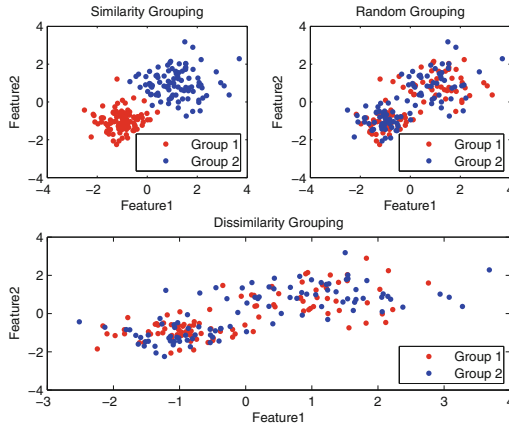 Similarity Grouping
4
2
0
−2
−4
Feature2
−4
−2
0
2
4
Feature1
Group 1
Group 2
Random Grouping
4
2
0
−2
−4
Feature2
−4
−2
0
2
4
Feature1
Group 1
Group 2
Dissimilarity Grouping
4
2
0
−2
−4
Feature2
−3
−2
−1
0
1
2
3
4
Feature1
Group 1
Group 2